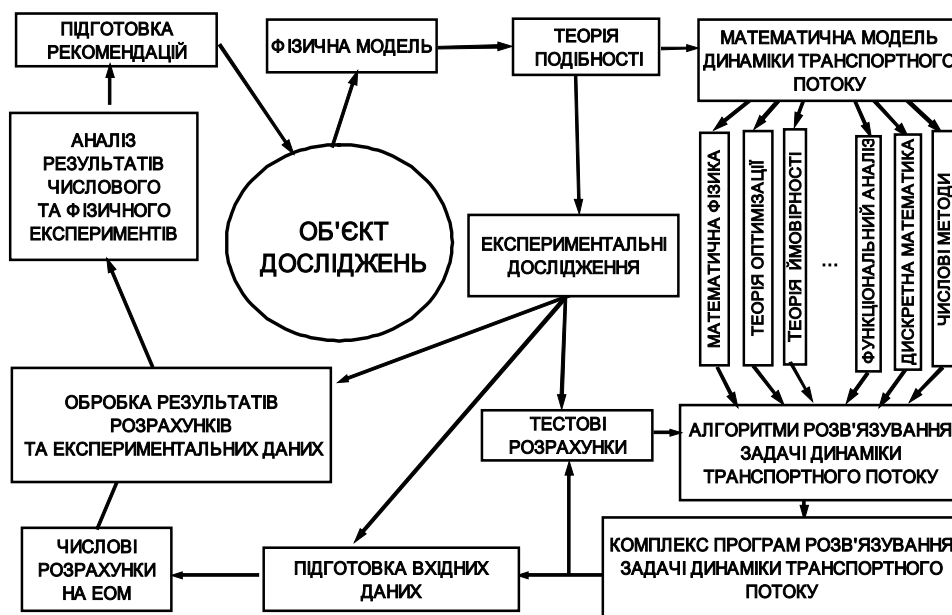 ПІДГОТОВКА
РЕКОМЕНДАЦІЙ
ФІЗИЧНА МОДЕЛЬ
ТЕОРІЯ
ПОДІБНОСТІ
МАТЕМАТИЧНА МОДЕЛЬ
ДИНАМІКИ ТРАНСПОРТНОГО
ПОТОКУ
АНАЛІЗ
РЕЗУЛЬТАТІВ
ЧИСЛОВОГО
ТА ФІЗИЧНОГО
ЕКСПЕРИМЕНТІВ
ОБ'ЄКТ
ДОСЛІДЖЕНЬ
ЕКСПЕРИМЕНТАЛЬНІ
ДОСЛІДЖЕННЯ
МАТЕМАТИЧНА ФІЗИКА
ТЕОРІЯ ОПТИМІЗАЦІЇ
ТЕОРІЯ ЙМОВІРНОСТІ
...
ФУНКЦІОНАЛЬНИЙ АНАЛІЗ
ДИСКРЕТНА МАТЕМАТИКА
ЧИСЛОВІ МЕТОДИ
ОБРОБКА РЕЗУЛЬТАТІВ
РОЗРАХУНКІВ
ТА ЕКСПЕРИМЕНТАЛЬНИХ ДАНИХ
ТЕСТОВІ
РОЗРАХУНКИ
АЛГОРИТМИ РОЗВ'ЯЗУВАННЯ
ЗАДАЧІ ДИНАМІКИ
ТРАНСПОРТНОГО ПОТОКУ
ЧИСЛОВІ
РОЗРАХУНКИ
НА ЕОМ
ПІДГОТОВКА ВХІДНИХ
ДАНИХ
КОМПЛЕКС ПРОГРАМ РОЗВ'ЯЗУВАННЯ
ЗАДАЧІ ДИНАМІКИ ТРАНСПОРТНОГО
ПОТОКУ